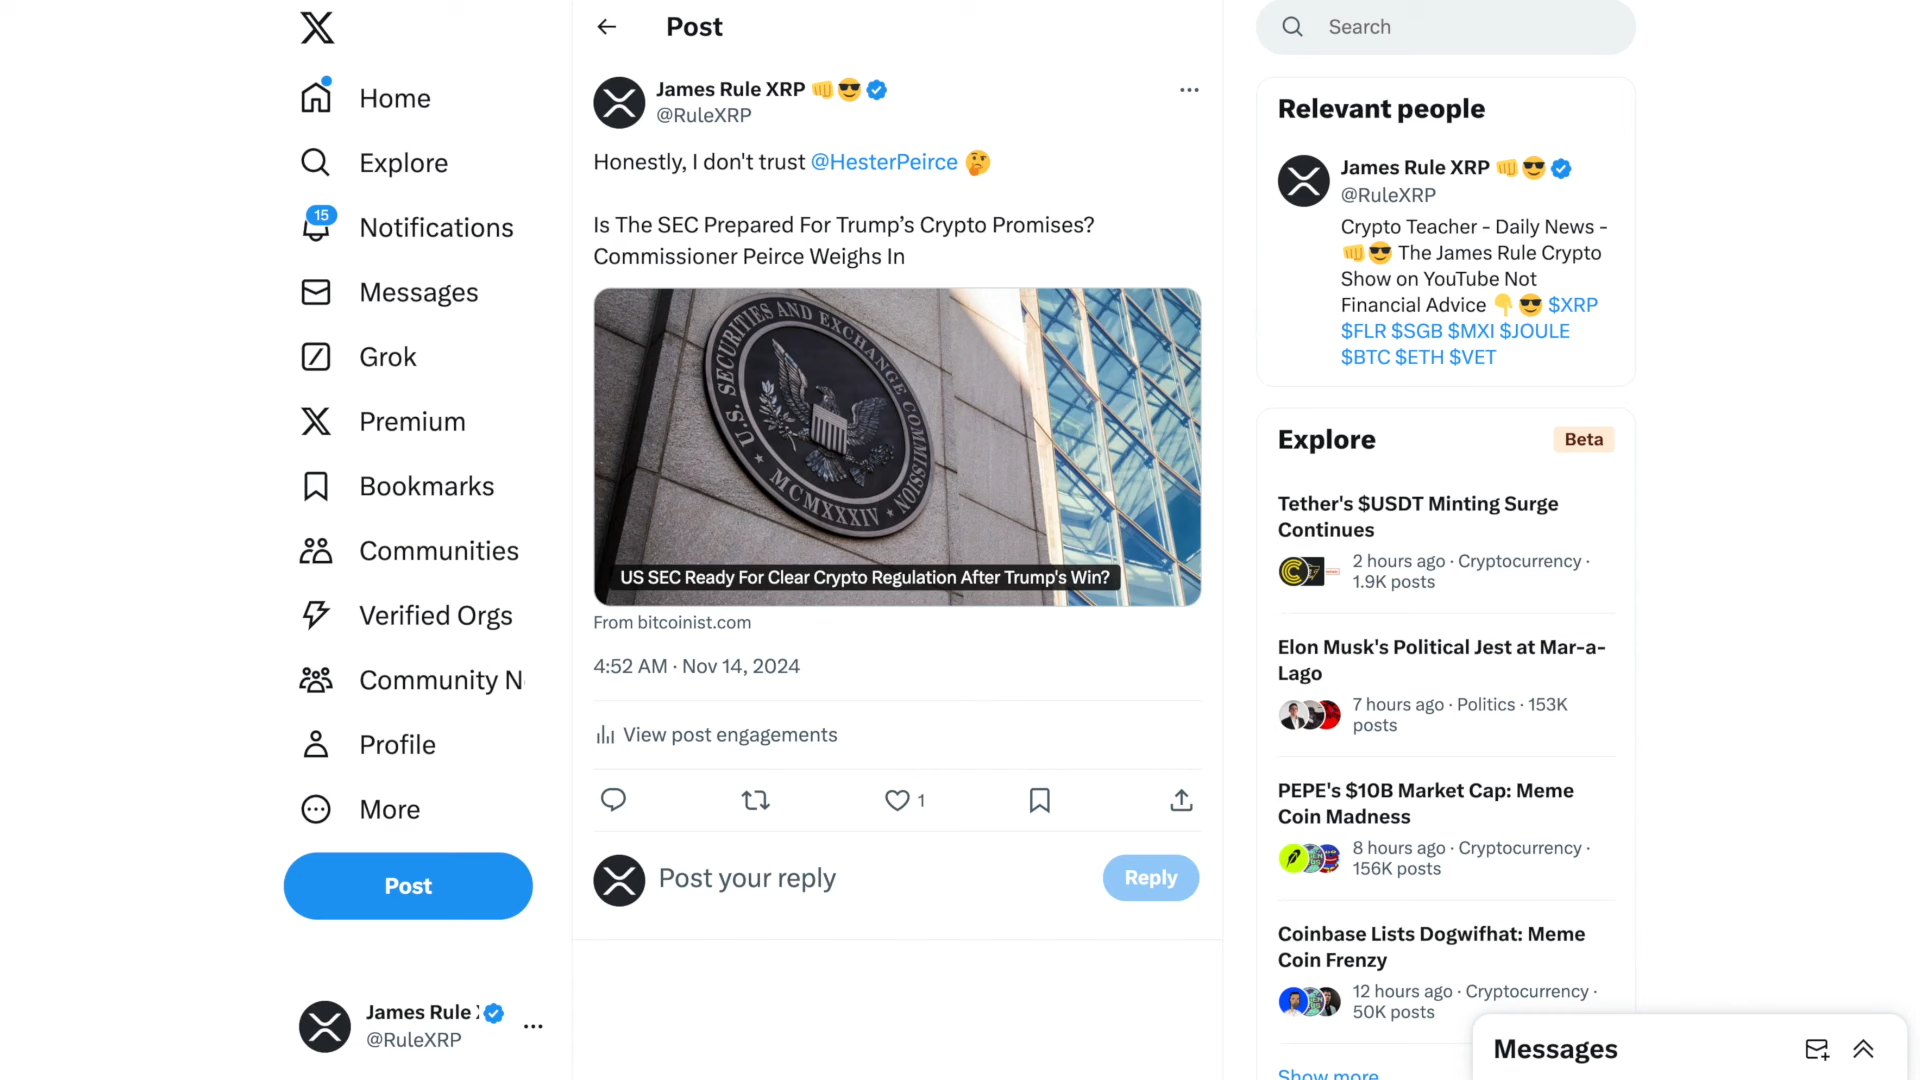 Home
Explore
15
Notifications
Messages
Grok
Premium
Bookmarks
Communities
Verified Orgs
Community N
Profile
More
Post
James Rule
@RuleXRP
Post
James Rule XRP 👊😎
@RuleXRP
Honestly, I don't trust @HesterPeirce 🤔
Is The SEC Prepared For Trump’s Crypto Promises?
Commissioner Peirce Weighs In
U.S. SECURITIES AND EXCHANGE COMMISSION
MCMXXXIV
US SEC Ready For Clear Crypto Regulation After Trump's Win?
From bitcoinist.com
4:52 AM · Nov 14, 2024
View post engagements
1
Post your reply
Reply
Search
Relevant people
James Rule XRP 👊😎
@RuleXRP
Crypto Teacher - Daily News -
👊😎 The James Rule Crypto
Show on YouTube Not
Financial Advice 👇😎 $XRP
$FLR $SGB $MXI $JOULE
$BTC $ETH $VET
Explore
Beta
Tether's $USDT Minting Surge
Continues
2 hours ago · Cryptocurrency ·
1.9K posts
Elon Musk's Political Jest at Mar-a-
Lago
7 hours ago · Politics · 153K
posts
PEPE's $10B Market Cap: Meme
Coin Madness
8 hours ago · Cryptocurrency ·
156K posts
Coinbase Lists Dogwifhat: Meme
Coin Frenzy
12 hours ago · Cryptocurrency ·
50K posts
Show more
Messages